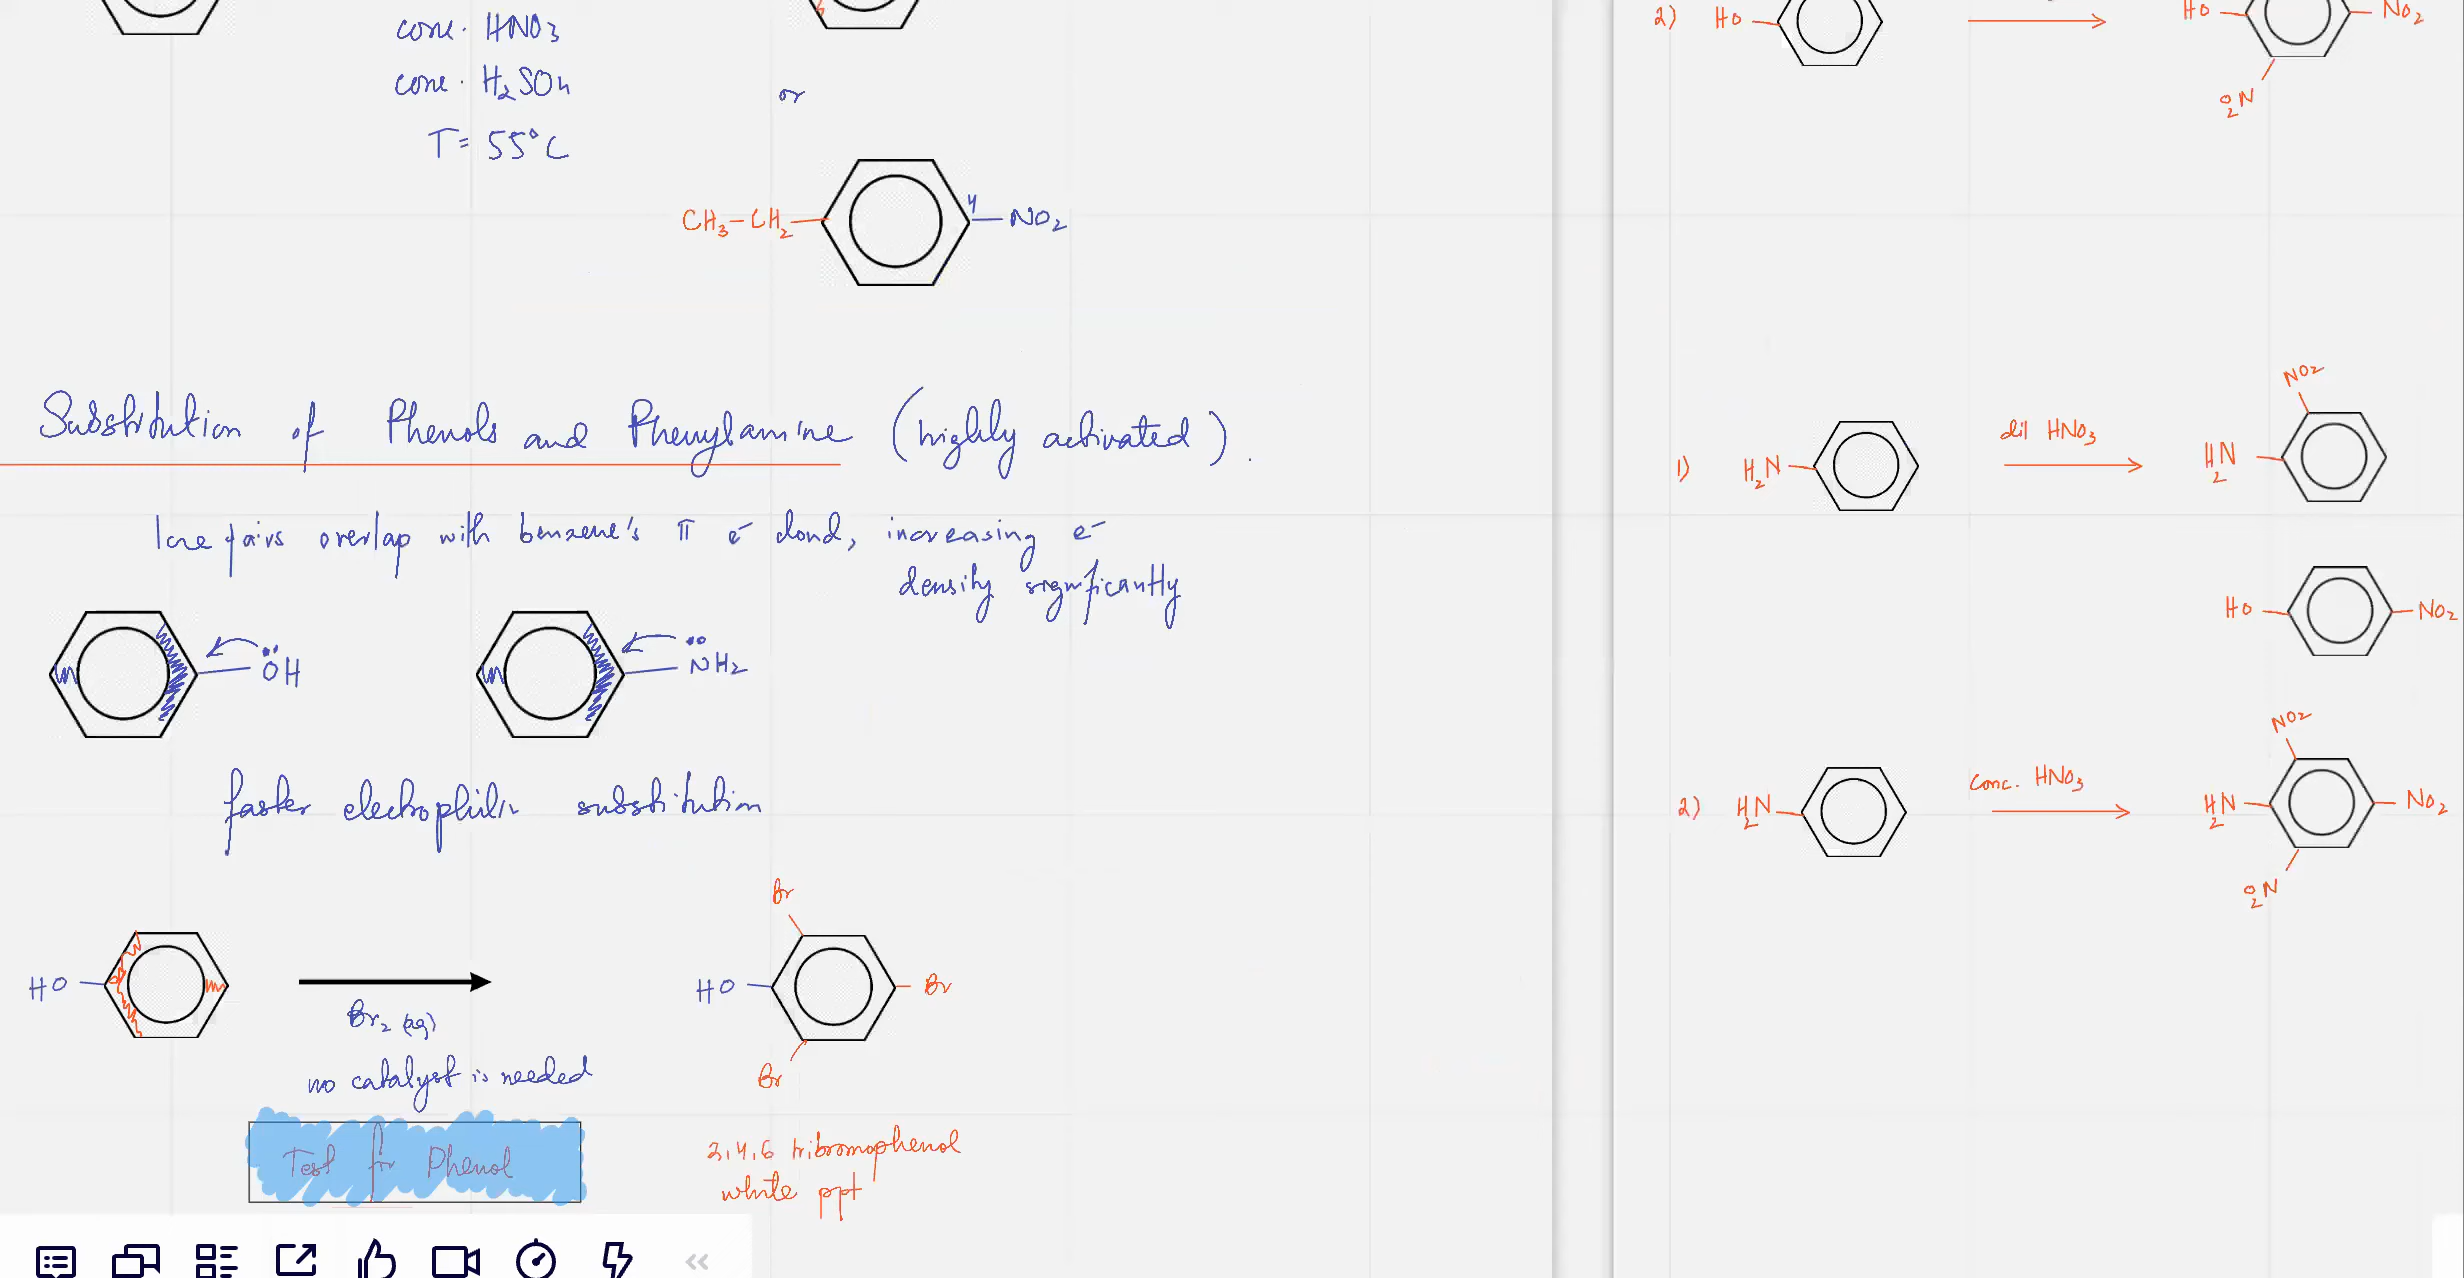 conc. HNO3
conc. H2SO4
T= 55°C
or
CH3-CH2
4
NO2
Substitution of Phenols and Phenylamine (highly activated).
lone pairs overlap with benzene's π e- cloud, increasing e-
density significantly
OH
NH2
faster electrophilic substitution
HO
Br2 (aq)
no catalyst is needed
Test for Phenol
Br
HO
Br
Br
2,4,6 tribromophenol
white ppt
2) HO
HO
NO2
O2N
1) H2N
dil HNO3
NO2
H2N
HO
NO2
2) H2N
conc. HNO3
NO2
H2N
NO2
O2N